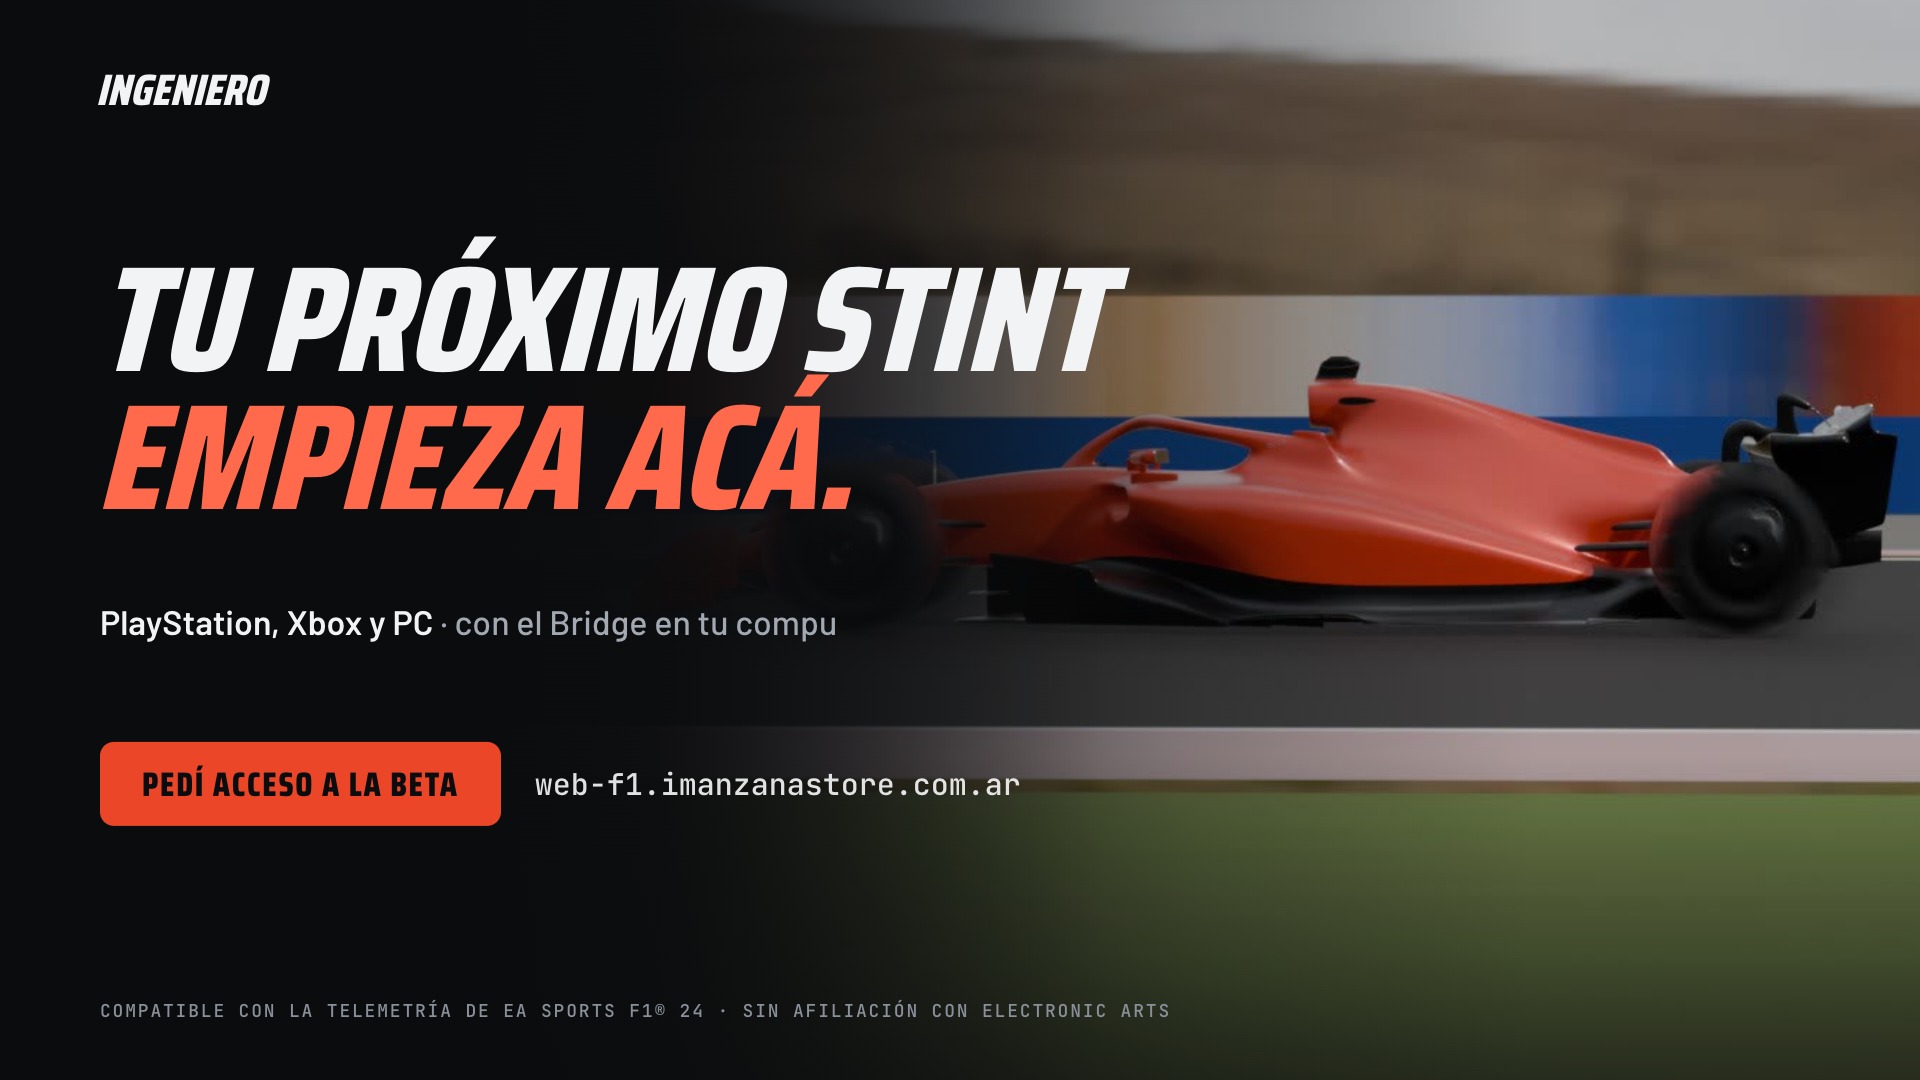 INGENIERO
TU PRÓXIMO STINT
EMPIEZA ACÁ.
PlayStation, Xbox y PC · con el Bridge en tu compu
PEDÍ ACCESO A LA BETA
web-f1.imanzanastore.com.ar
COMPATIBLE CON LA TELEMETRÍA DE EA SPORTS F1® 24 · SIN AFILIACIÓN CON ELECTRONIC ARTS